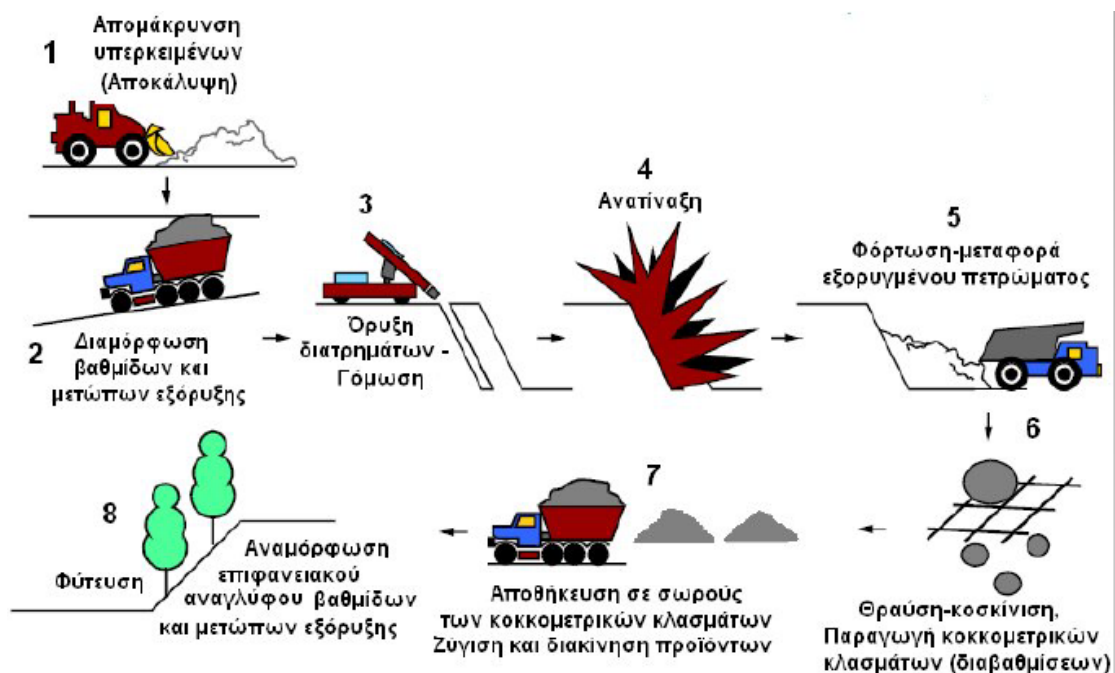 1
Απομάκρυνση
υπερκειμένων
(Αποκάλυψη)
2
Διαμόρφωση
βαθμίδων και
μετώπων εξόρυξης
3
Όρυξη
διατρημάτων -
Γόμωση
4
Ανατίναξη
5
Φόρτωση-μεταφορά
εξορυγμένου πετρώματος
6
Θραύση-κοσκίνιση,
Παραγωγή κοκκομετρικών
κλασμάτων (διαβαθμίσεων)
7
Αποθήκευση σε σωρούς
των κοκκομετρικών κλασμάτων
Ζύγιση και διακίνηση προϊόντων
8
Φύτευση
Αναμόρφωση
επιφανειακού
αναγλύφου βαθμίδων
και μετώπων εξόρυξης